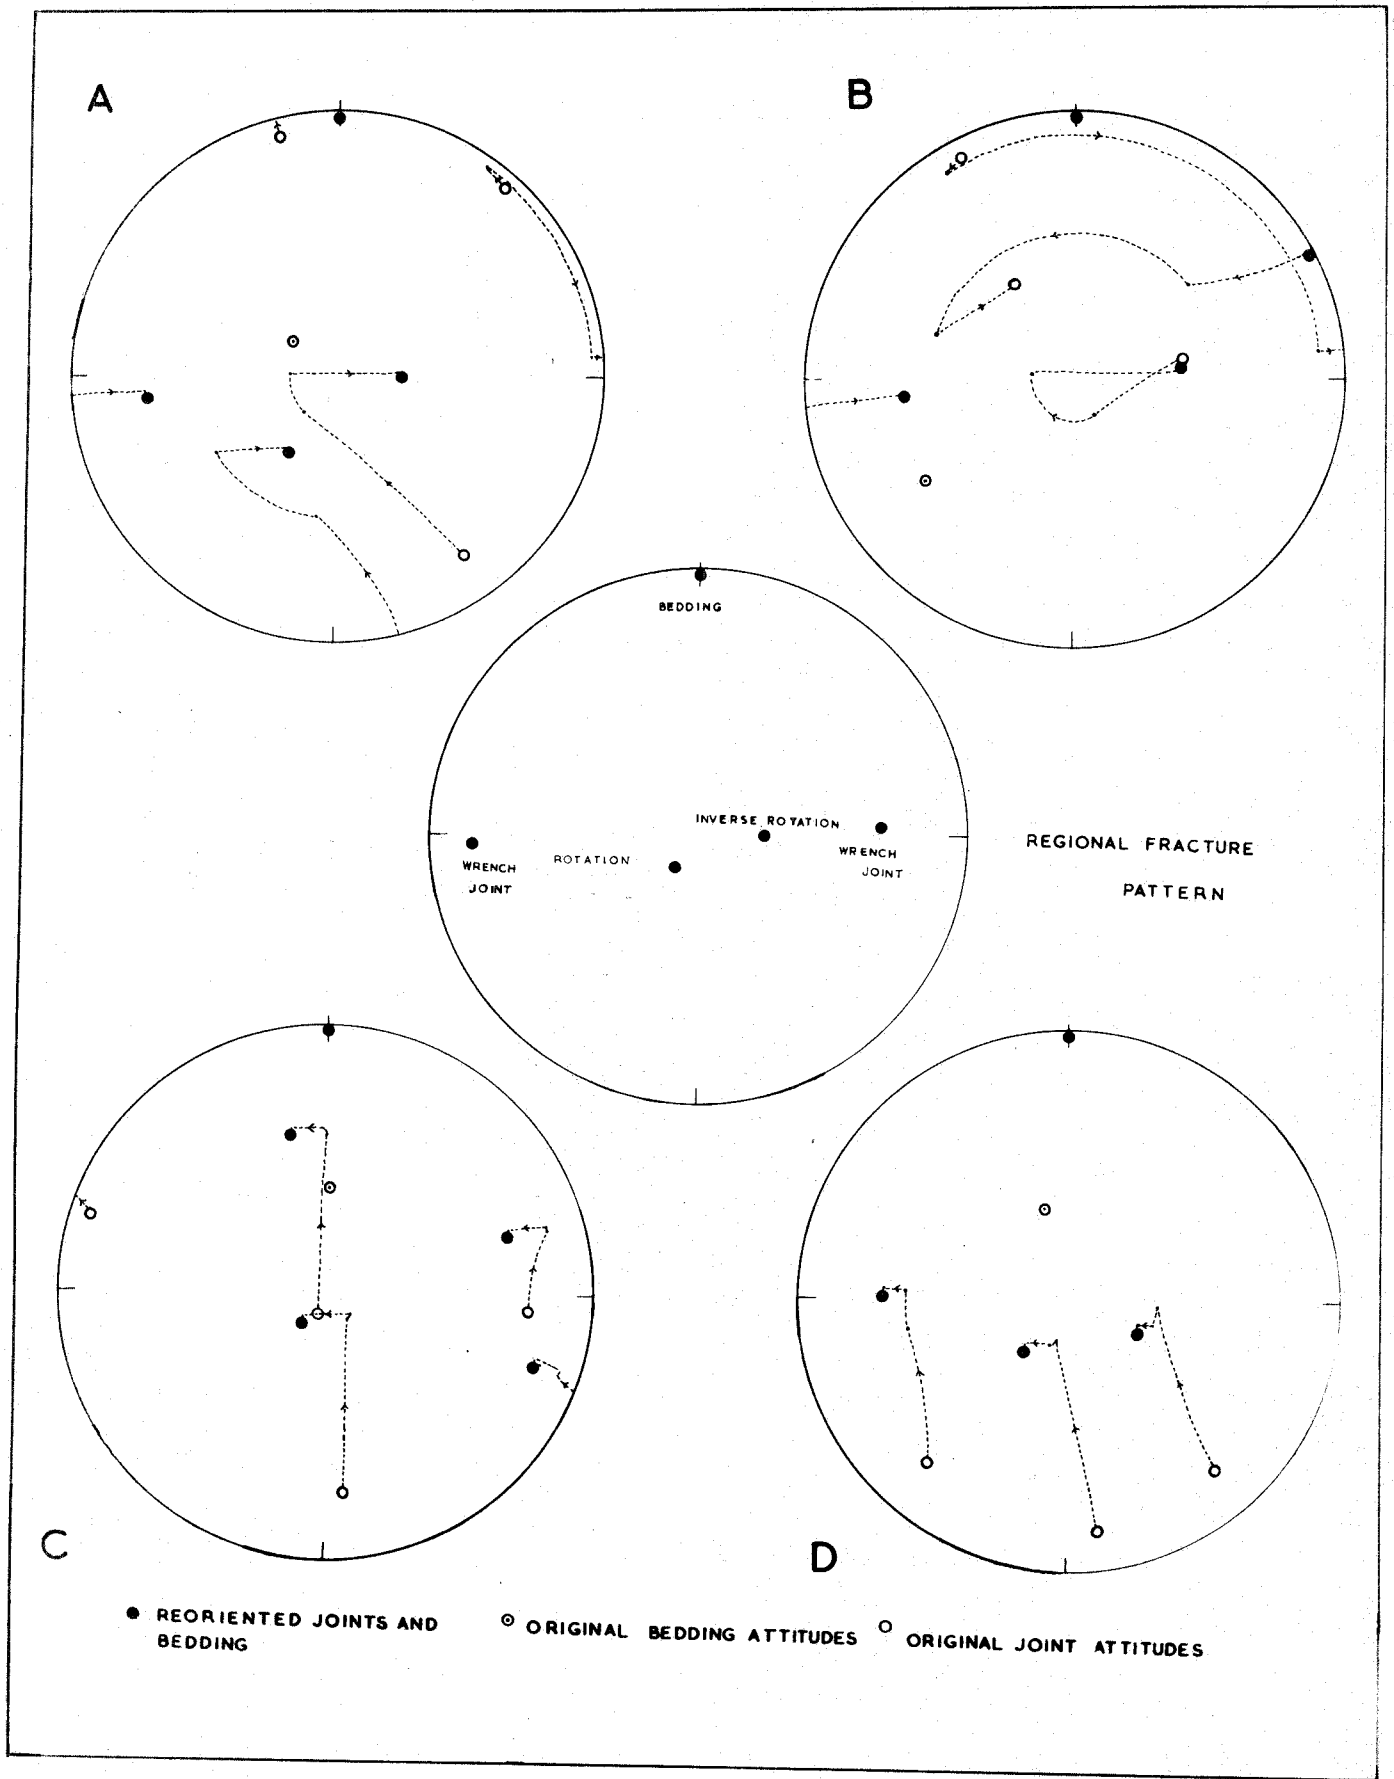 A
B
BEDDING
INVERSE ROTATION
WRENCH
JOINT
ROTATION
WRENCH
JOINT
REGIONAL FRACTURE
PATTERN
C
D
REORIENTED JOINTS AND
BEDDING
ORIGINAL BEDDING ATTITUDES
ORIGINAL JOINT ATTITUDES